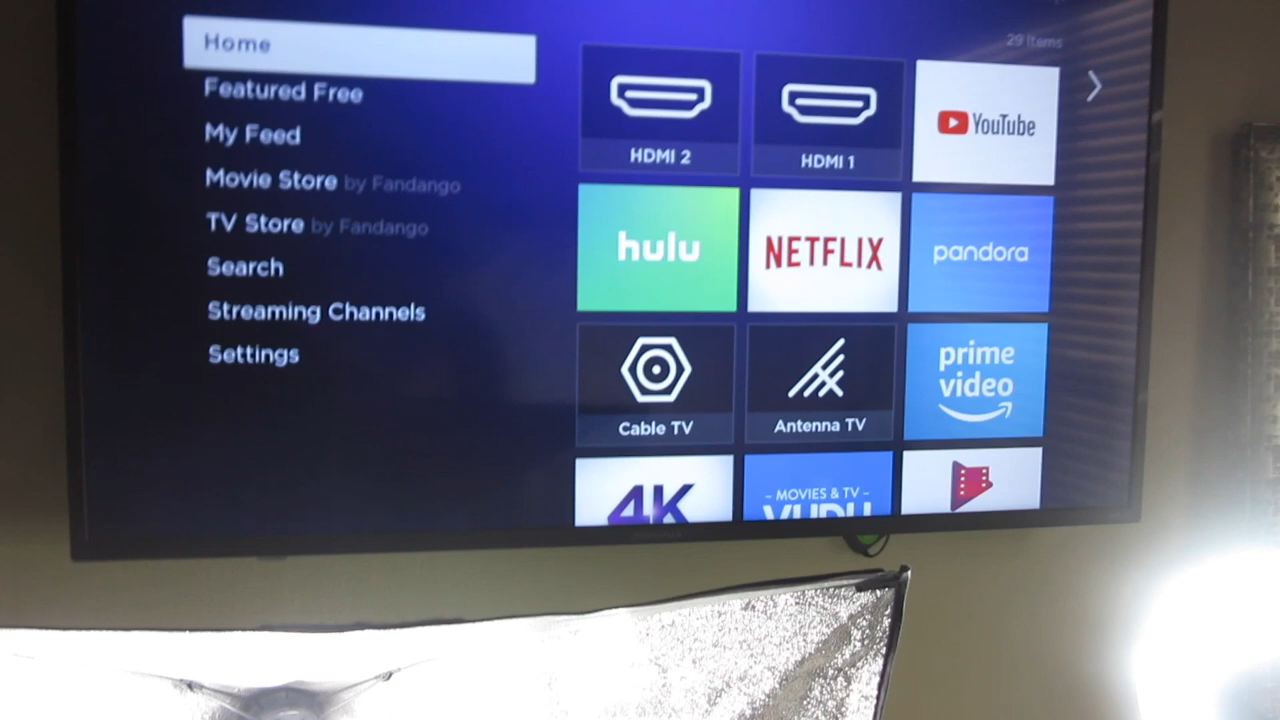 Home
Featured Free
My Feed
Movie Store by Fandango
TV Store by Fandango
Search
Streaming Channels
Settings
29 Items
HDMI 2
HDMI 1
YouTube
hulu
NETFLIX
pandora
Cable TV
Antenna TV
prime
video
4K
– MOVIES & TV –
VUDU